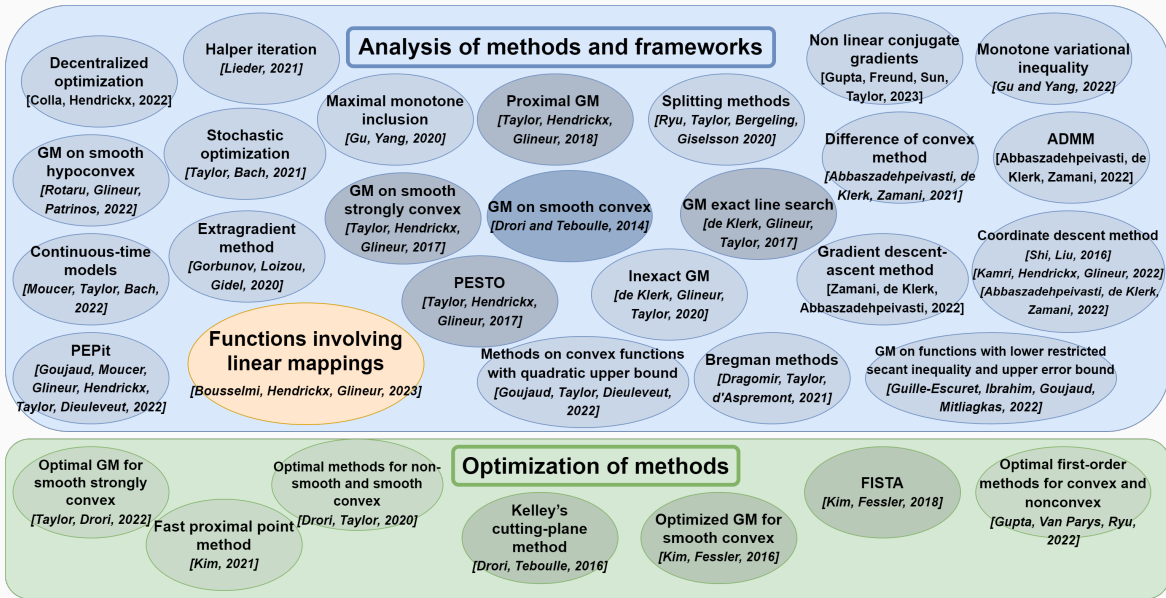 Analysis of methods and frameworks
Decentralized
optimization
[Colla, Hendrickx, 2022]
Halper iteration
[Lieder, 2021]
Non linear conjugate
gradients
[Gupta, Freund, Sun,
Taylor, 2023]
Monotone variational
inequality
[Gu and Yang, 2022]
Maximal monotone
inclusion
[Gu, Yang, 2020]
Proximal GM
[Taylor, Hendrickx,
Glineur, 2018]
Splitting methods
[Ryu, Taylor, Bergeling,
Giselsson 2020]
GM on smooth
hypoconvex
[Rotaru, Glineur,
Patrinos, 2022]
Stochastic
optimization
[Taylor, Bach, 2021]
Difference of convex
method
[Abbaszadehpeivasti, de
Klerk, Zamani, 2021]
ADMM
[Abbaszadehpeivasti, de
Klerk, Zamani, 2022]
GM on smooth
strongly convex
[Taylor, Hendrickx,
Glineur, 2017]
GM on smooth convex
[Drori and Teboulle, 2014]
GM exact line search
[de Klerk, Glineur,
Taylor, 2017]
Continuous-time
models
[Moucer, Taylor, Bach,
2022]
Extragradient
method
[Gorbunov, Loizou,
Gidel, 2020]
PESTO
[Taylor, Hendrickx,
Glineur, 2017]
Inexact GM
[de Klerk, Glineur,
Taylor, 2020]
Gradient descent-
ascent method
[Zamani, de Klerk,
Abbaszadehpeivasti, 2022]
Coordinate descent method
[Shi, Liu, 2016]
[Kamri, Hendrickx, Glineur, 2022]
[Abbaszadehpeivasti, de Klerk,
Zamani, 2022]
PEPit
[Goujaud, Moucer,
Glineur, Hendrickx,
Taylor, Dieuleveut, 2022]
Functions involving
linear mappings
[Bousselmi, Hendrickx, Glineur, 2023]
Methods on convex functions
with quadratic upper bound
[Goujaud, Taylor, Dieuleveut,
2022]
Bregman methods
[Dragomir, Taylor,
d'Aspremont, 2021]
GM on functions with lower restricted
secant inequality and upper error bound
[Guille-Escuret, Ibrahim, Goujaud,
Mitliagkas, 2022]
Optimization of methods
Optimal GM for
smooth strongly
convex
[Taylor, Drori, 2022]
Fast proximal point
method
[Kim, 2021]
Optimal methods for non-
smooth and smooth
convex
[Drori, Taylor, 2020]
Kelley's
cutting-plane
method
[Drori, Teboulle, 2016]
Optimized GM for
smooth convex
[Kim, Fessler, 2016]
FISTA
[Kim, Fessler, 2018]
Optimal first-order
methods for convex and
nonconvex
[Gupta, Van Parys, Ryu,
2022]